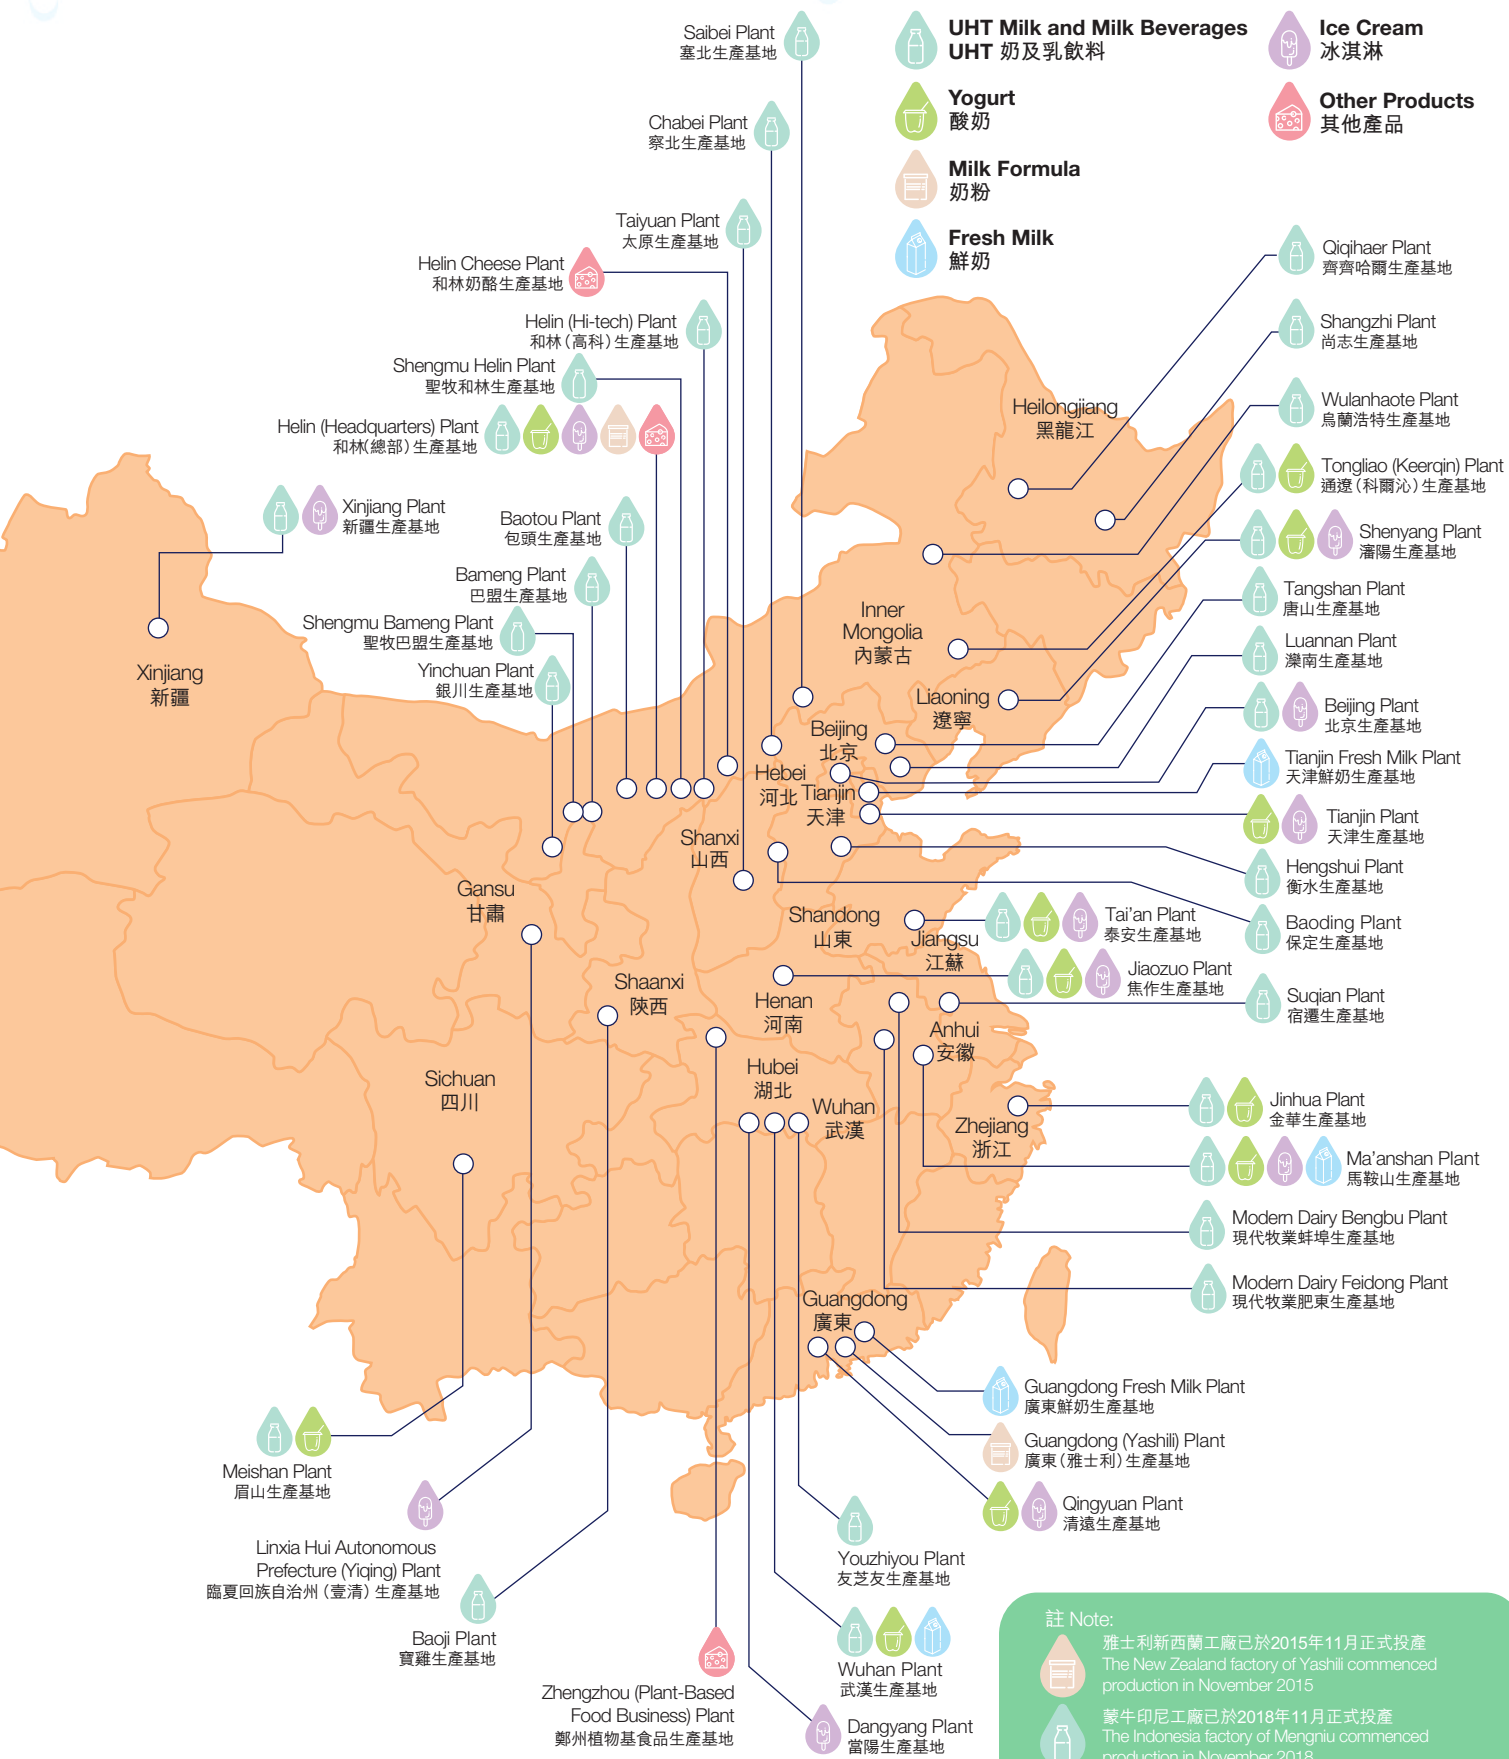 UHT Milk and Milk Beverages
UHT 奶及乳飲料
Yogurt
酸奶
Milk Formula
奶粉
Fresh Milk
鮮奶
Ice Cream
冰淇淋
Other Products
其他產品
Saibei Plant
塞北生產基地
Chabei Plant
察北生產基地
Taiyuan Plant
太原生產基地
Helin Cheese Plant
和林奶酪生產基地
Helin (Hi-tech) Plant
和林（高科）生產基地
Shengmu Helin Plant
聖牧和林生產基地
Helin (Headquarters) Plant
和林(總部）生產基地
Xinjiang Plant
新疆生產基地
Baotou Plant
包頭生產基地
Bameng Plant
巴盟生產基地
Shengmu Bameng Plant
聖牧巴盟生產基地
Yinchuan Plant
銀川生產基地
Qiqihaer Plant
齊齊哈爾生產基地
Shangzhi Plant
尚志生產基地
Wulanhaote Plant
烏蘭浩特生產基地
Tongliao (Keerqin) Plant
通遼（科爾沁）生產基地
Shenyang Plant
瀋陽生產基地
Tangshan Plant
唐山生產基地
Luannan Plant
灤南生產基地
Beijing Plant
北京生產基地
Tianjin Fresh Milk Plant
天津鮮奶生產基地
Tianjin Plant
天津生產基地
Hengshui Plant
衡水生產基地
Baoding Plant
保定生產基地
Tai'an Plant
泰安生產基地
Jiaozuo Plant
焦作生產基地
Suqian Plant
宿遷生產基地
Jinhua Plant
金華生產基地
Ma'anshan Plant
馬鞍山生產基地
Modern Dairy Bengbu Plant
現代牧業蚌埠生產基地
Modern Dairy Feidong Plant
現代牧業肥東生產基地
Guangdong Fresh Milk Plant
廣東鮮奶生產基地
Guangdong (Yashili) Plant
廣東（雅士利）生產基地
Qingyuan Plant
清遠生產基地
Heilongjiang
黑龍江
Inner
Mongolia
內蒙古
Liaoning
遼寧
Xinjiang
新疆
Beijing
北京
Hebei
河北
Tianjin
天津
Shanxi
山西
Gansu
甘肅
Shandong
山東
Jiangsu
江蘇
Shaanxi
陝西
Henan
河南
Anhui
安徽
Hubei
湖北
Sichuan
四川
Wuhan
武漢
Zhejiang
浙江
Guangdong
廣東
Meishan Plant
眉山生產基地
Linxia Hui Autonomous
Prefecture (Yiqing) Plant
臨夏回族自治州（壹清）生產基地
Baoji Plant
寶雞生產基地
Zhengzhou (Plant-Based
Food Business) Plant
鄭州植物基食品生產基地
Youzhiyou Plant
友芝友生產基地
Wuhan Plant
武漢生產基地
Dangyang Plant
當陽生產基地
註 Note:
雅士利新西蘭工廠已於2015年11月正式投產
The New Zealand factory of Yashili commenced
production in November 2015
蒙牛印尼工廠已於2018年11月正式投產
The Indonesia factory of Mengniu commenced
production in November 2018